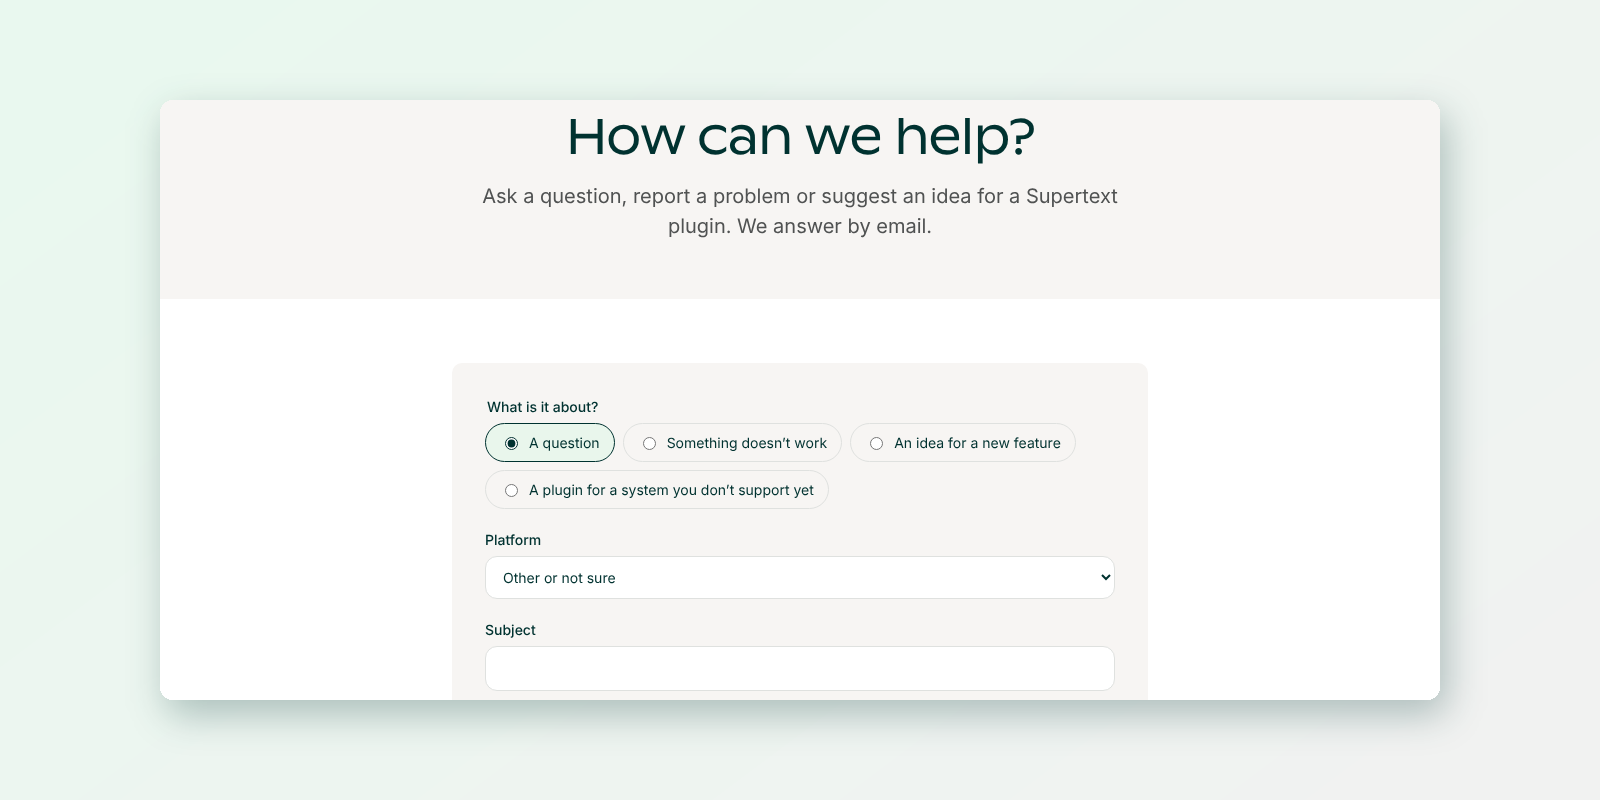 How can we help?
Ask a question, report a problem or suggest an idea for a Supertext
plugin. We answer by email.
What is it about?
A question
Something doesn’t work
An idea for a new feature
A plugin for a system you don’t support yet
Platform
Other or not sure
Subject